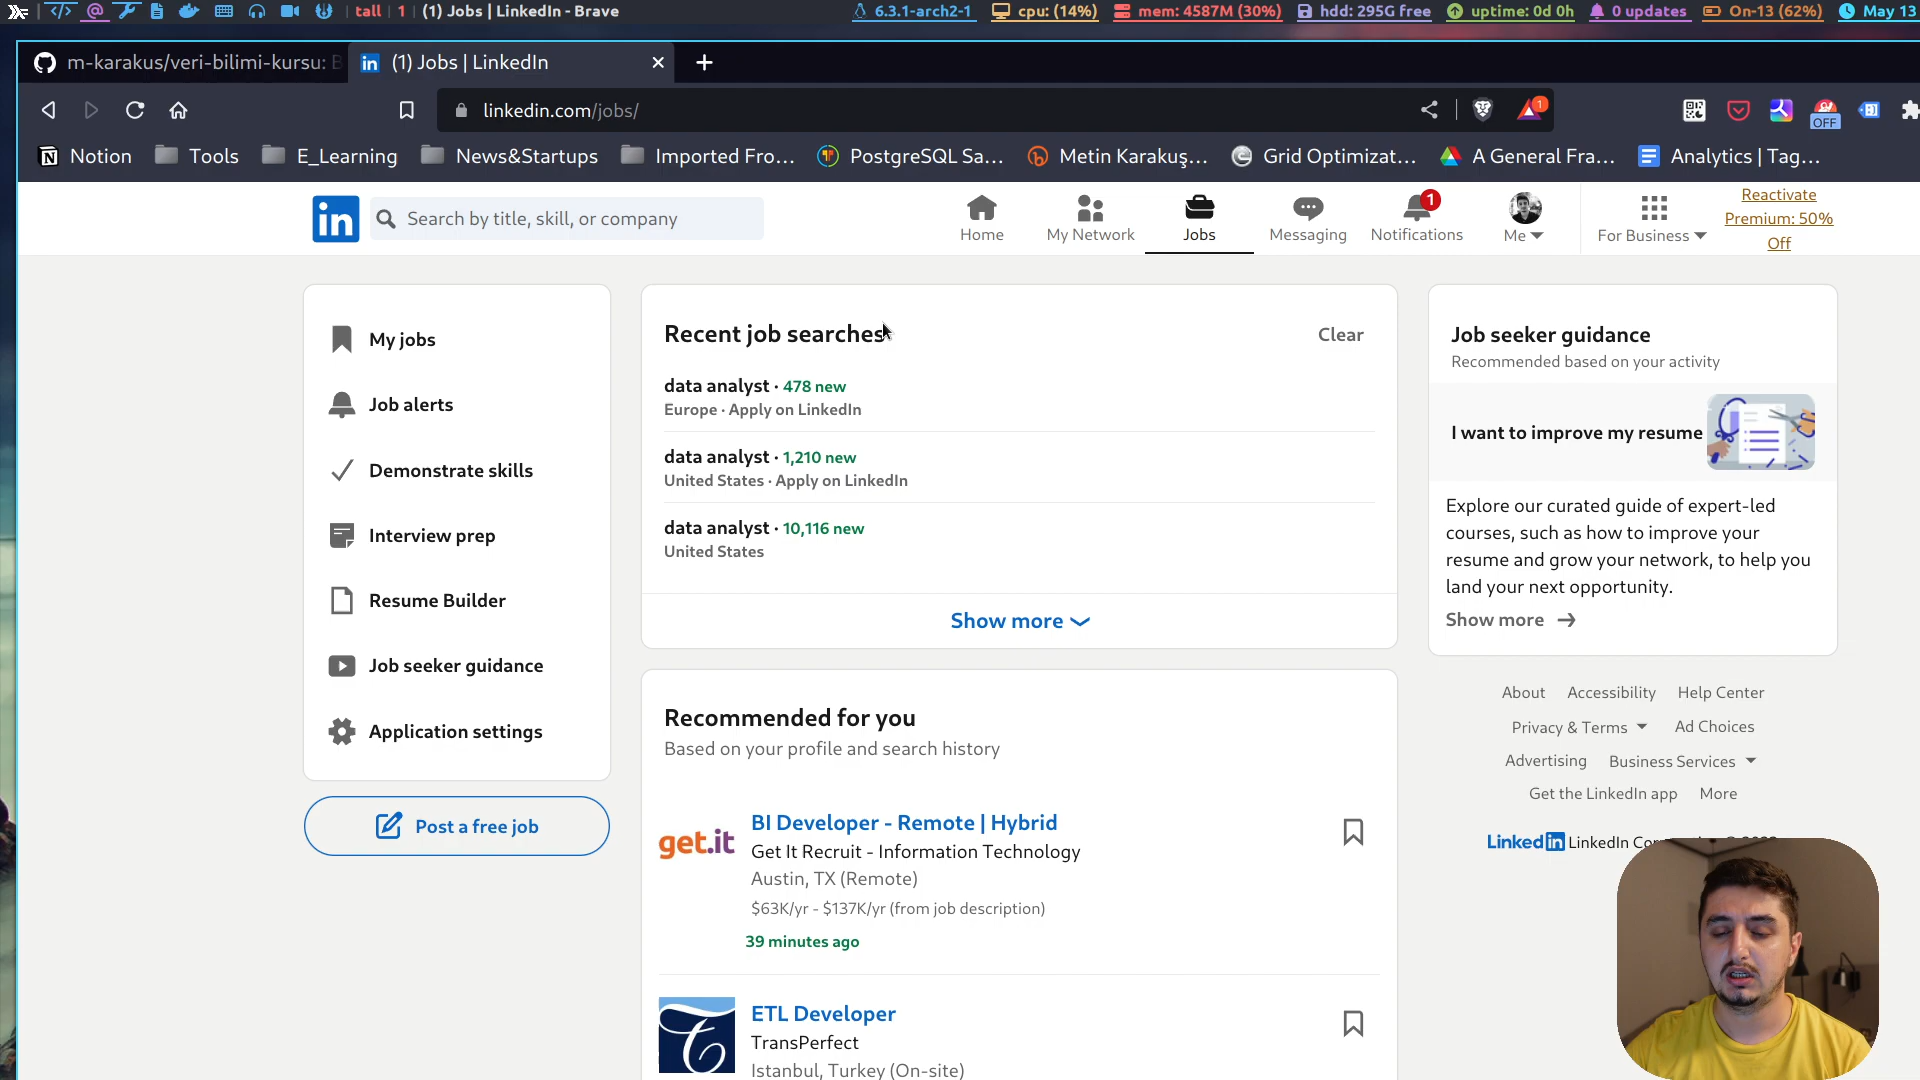 tall 1 (1) Jobs | LinkedIn - Brave
6.3.1-arch2-1 cpu: (14%) mem: 4587M (30%) hdd: 295G free uptime: 0d 0h 0 updates On-13 (62%) May 13
m-karakus/veri-bilimi-kursu: B
(1) Jobs | LinkedIn
linkedin.com/jobs/
1
OFF
Notion Tools E_Learning News&Startups Imported Fro... PostgreSQL Sa... Metin Karakuş... Grid Optimizat... A General Fra... Analytics | Tag...
in
Search by title, skill, or company
Home
My Network
Jobs
Messaging
1
Notifications
Me
For Business
Reactivate
Premium: 50%
Off
My jobs
Job alerts
Demonstrate skills
Interview prep
Resume Builder
Job seeker guidance
Application settings
Post a free job
Recent job searches
Clear
data analyst · 478 new
Europe · Apply on LinkedIn
data analyst · 1,210 new
United States · Apply on LinkedIn
data analyst · 10,116 new
United States
Show more
Recommended for you
Based on your profile and search history
get.it
BI Developer - Remote | Hybrid
Get It Recruit - Information Technology
Austin, TX (Remote)
$63K/yr - $137K/yr (from job description)
39 minutes ago
ETL Developer
TransPerfect
Istanbul, Turkey (On-site)
Job seeker guidance
Recommended based on your activity
I want to improve my resume
Explore our curated guide of expert-led
courses, such as how to improve your
resume and grow your network, to help you
land your next opportunity.
Show more
About Accessibility Help Center
Privacy & Terms Ad Choices
Advertising Business Services
Get the LinkedIn app More
LinkedIn LinkedIn